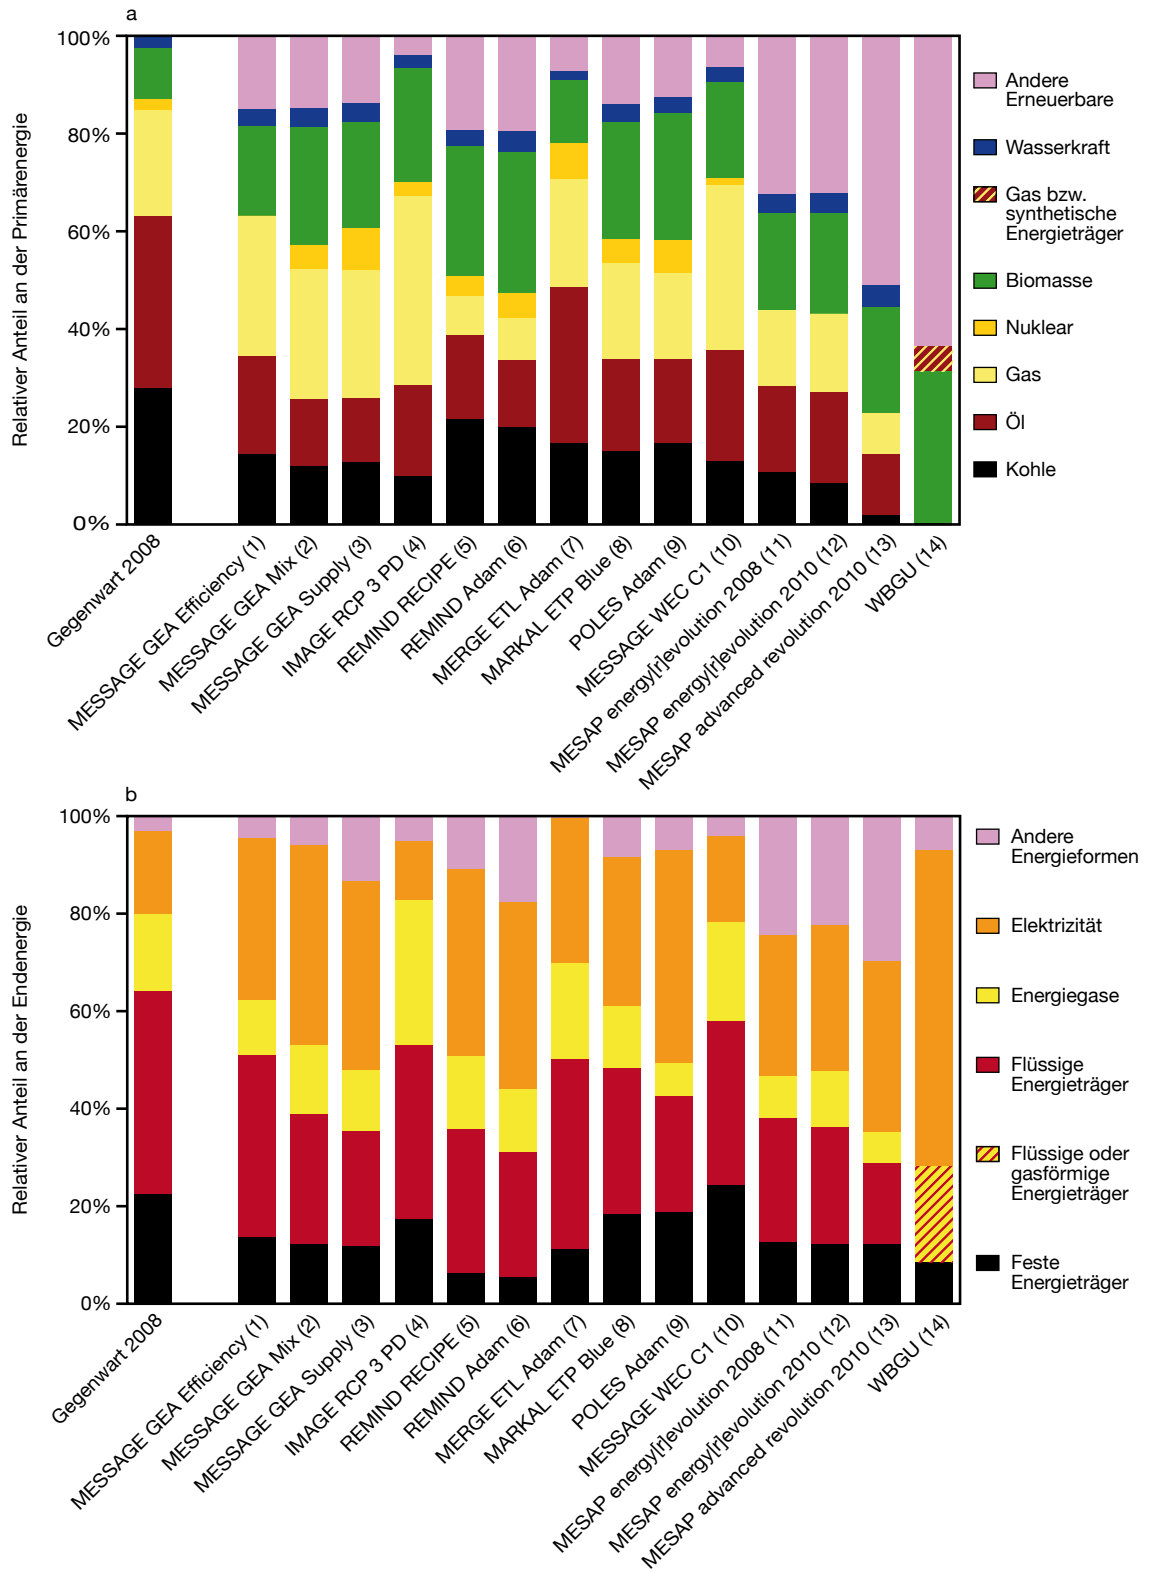 a
Relativer Anteil an der Primärenergie
100%
80%
60%
40%
20%
0%
Gegenwart 2008
MESSAGE GEA Efficiency (1)
MESSAGE GEA Mix (2)
MESSAGE GEA Supply (3)
IMAGE RCP 3 PD (4)
REMIND RECIPE (5)
REMIND Adam (6)
MERGE ETL Adam (7)
MARKAL ETP Blue (8)
POLES Adam (9)
MESSAGE WEC C1 (10)
MESAP energy[r]evolution 2008 (11)
MESAP energy[r]evolution 2010 (12)
MESAP advanced revolution 2010 (13)
WBGU (14)
Andere
Erneuerbare
Wasserkraft
Gas bzw.
synthetische
Energieträger
Biomasse
Nuklear
Gas
Öl
Kohle
b
Relativer Anteil an der Endenergie
100%
80%
60%
40%
20%
0%
Gegenwart 2008
MESSAGE GEA Efficiency (1)
MESSAGE GEA Mix (2)
MESSAGE GEA Supply (3)
IMAGE RCP 3 PD (4)
REMIND RECIPE (5)
REMIND Adam (6)
MERGE ETL Adam (7)
MARKAL ETP Blue (8)
POLES Adam (9)
MESSAGE WEC C1 (10)
MESAP energy[r]evolution 2008 (11)
MESAP energy[r]evolution 2010 (12)
MESAP advanced revolution 2010 (13)
WBGU (14)
Andere
Energieformen
Elektrizität
Energiegase
Flüssige
Energieträger
Flüssige oder
gasförmige
Energieträger
Feste
Energieträger